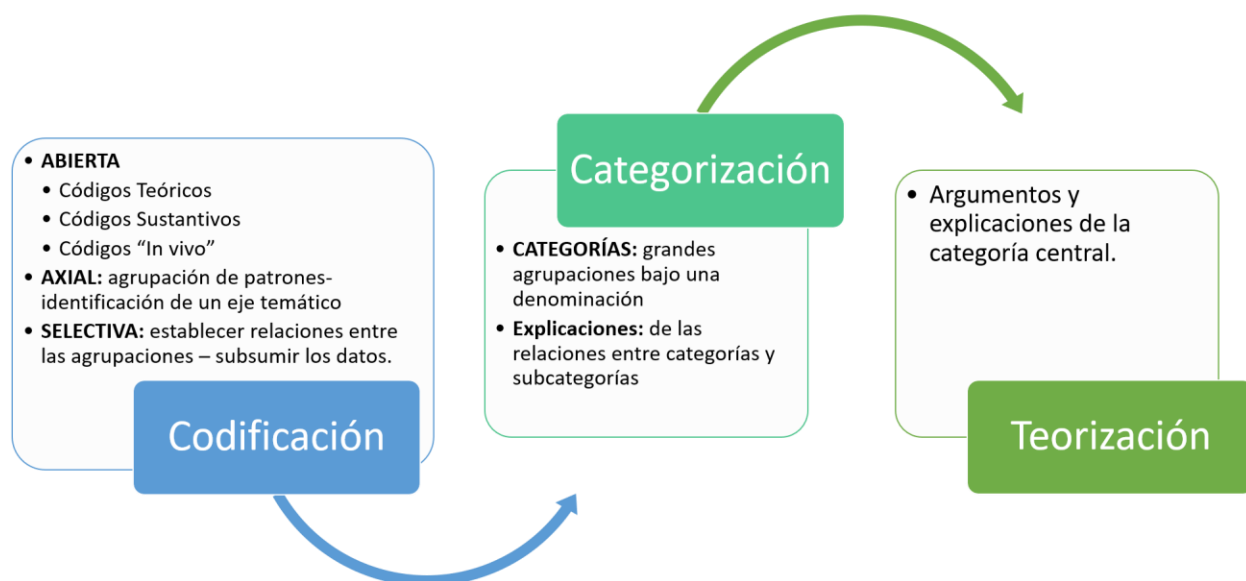 • ABIERTA
• Códigos Teóricos
• Códigos Sustantivos
• Códigos “In vivo”
• AXIAL: agrupación de patrones-
identificación de un eje temático
• SELECTIVA: establecer relaciones entre
las agrupaciones – subsumir los datos.
Codificación
Categorización
• CATEGORÍAS: grandes
agrupaciones bajo una
denominación
• Explicaciones: de las
relaciones entre categorías y
subcategorías
• Argumentos y
explicaciones de la
categoría central.
Teorización